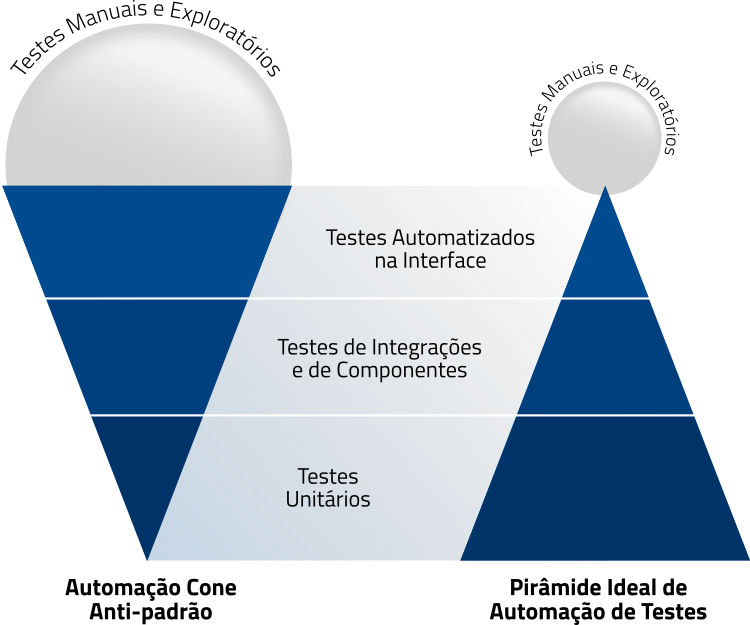 Testes Manuais e Exploratórios
Testes Manuais e Exploratórios
Testes Automatizados
na Interface
Testes de Integrações
e de Componentes
Testes
Unitários
Automação Cone
Anti-padrão
Pirâmide Ideal de
Automação de Testes